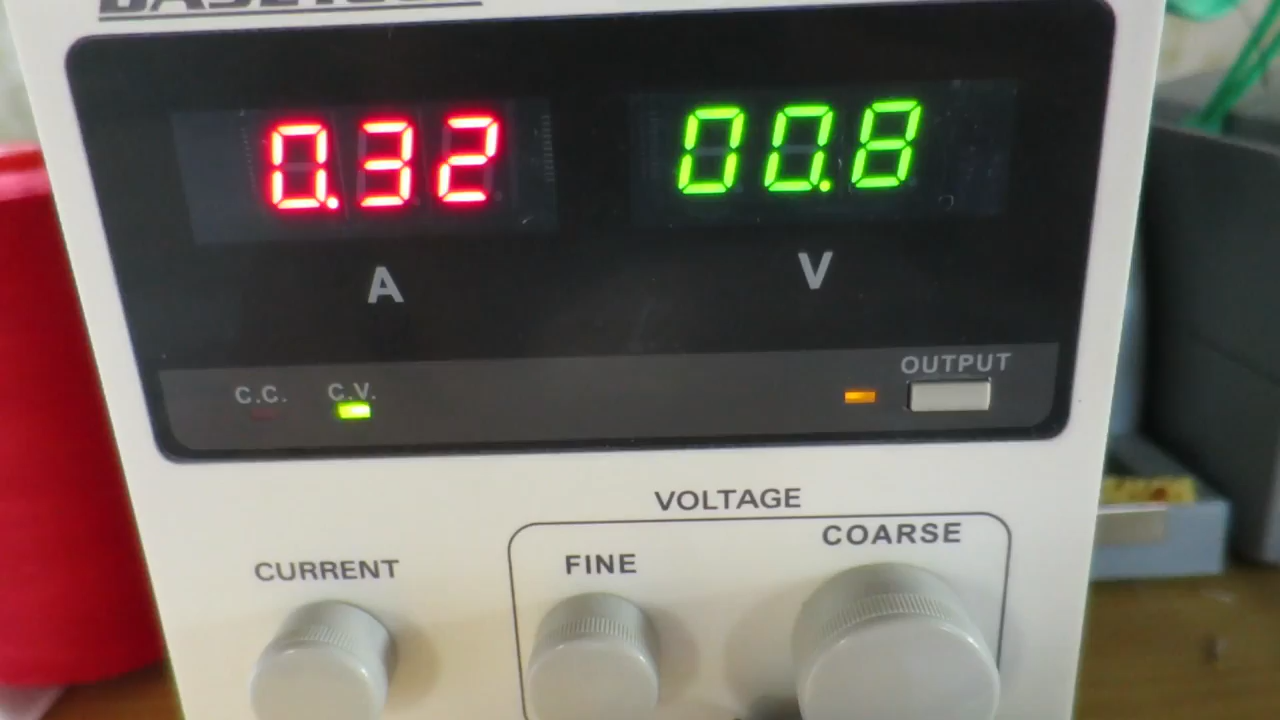 0.32 00.8
A V
C.C. C.V. OUTPUT
VOLTAGE
CURRENT FINE COARSE